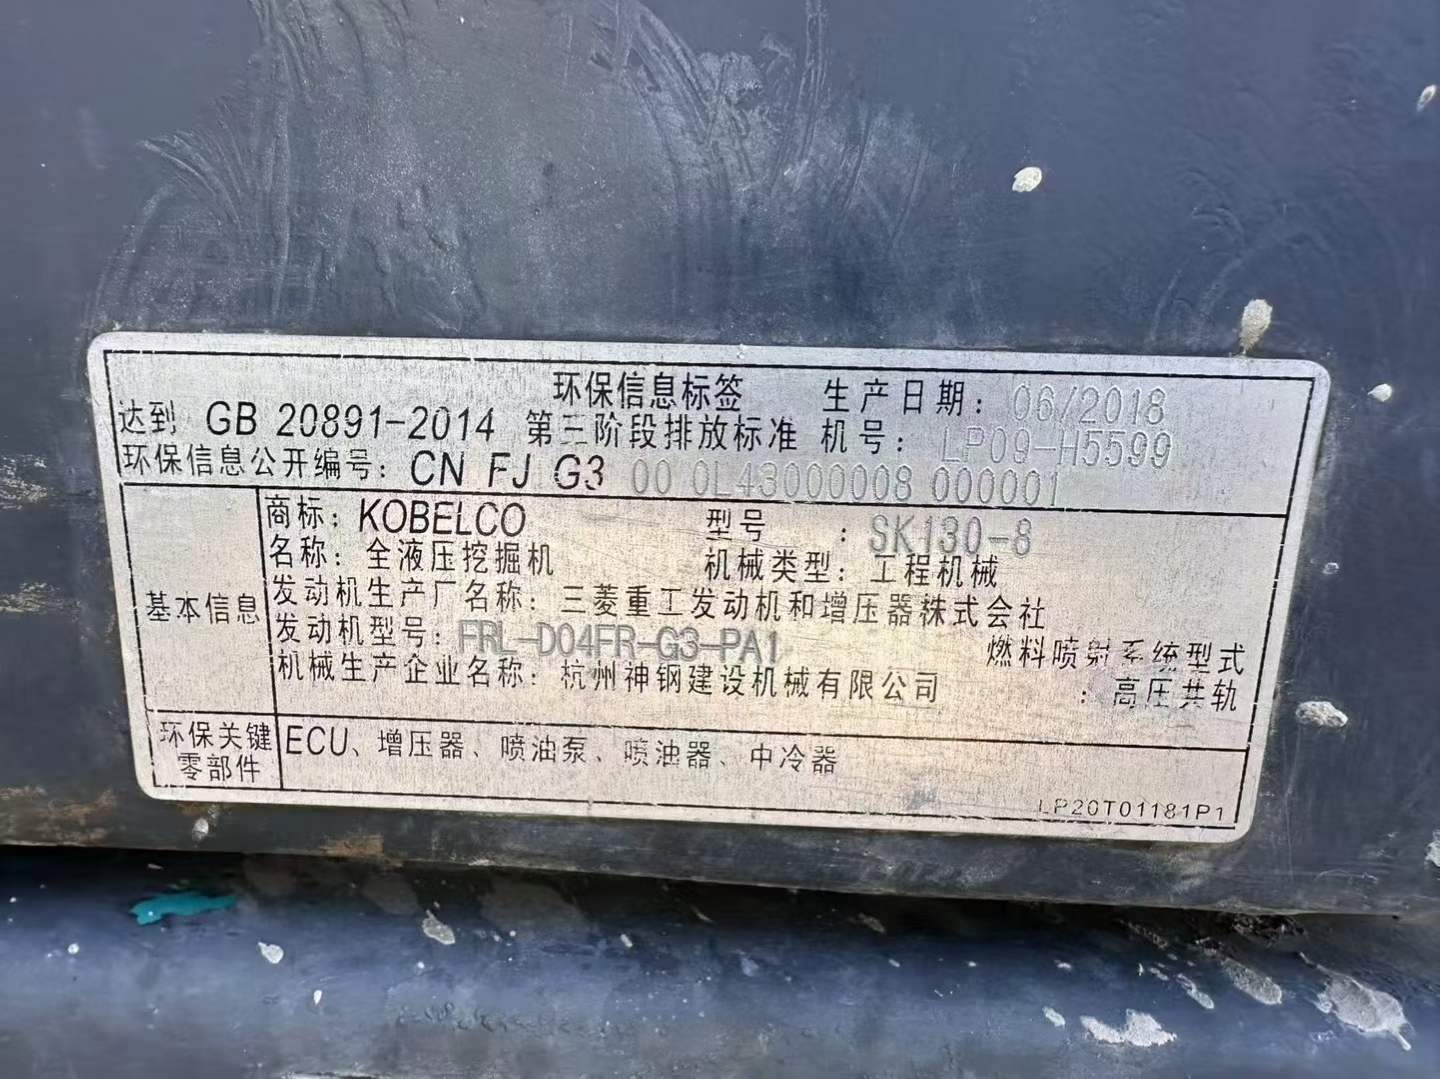 环保信息标签 生产日期: 06/2018
达到 GB 20891-2014 第三阶段排放标准 机号: LP09-H5599
环保信息公开编号: CN FJ G3 00 0L43000008 000001
基本信息
商标: KOBELCO 型号 : SK130-8
名称: 全液压挖掘机 机械类型: 工程机械
发动机生产厂名称: 三菱重工发动机和增压器株式会社
发动机型号: FRL-D04FR-G3-PA1 燃料喷射系统型式
机械生产企业名称: 杭州神钢建设机械有限公司 : 高压共轨
环保关键
零部件
ECU、增压器、喷油泵、喷油器、中冷器
LP20T01181P1